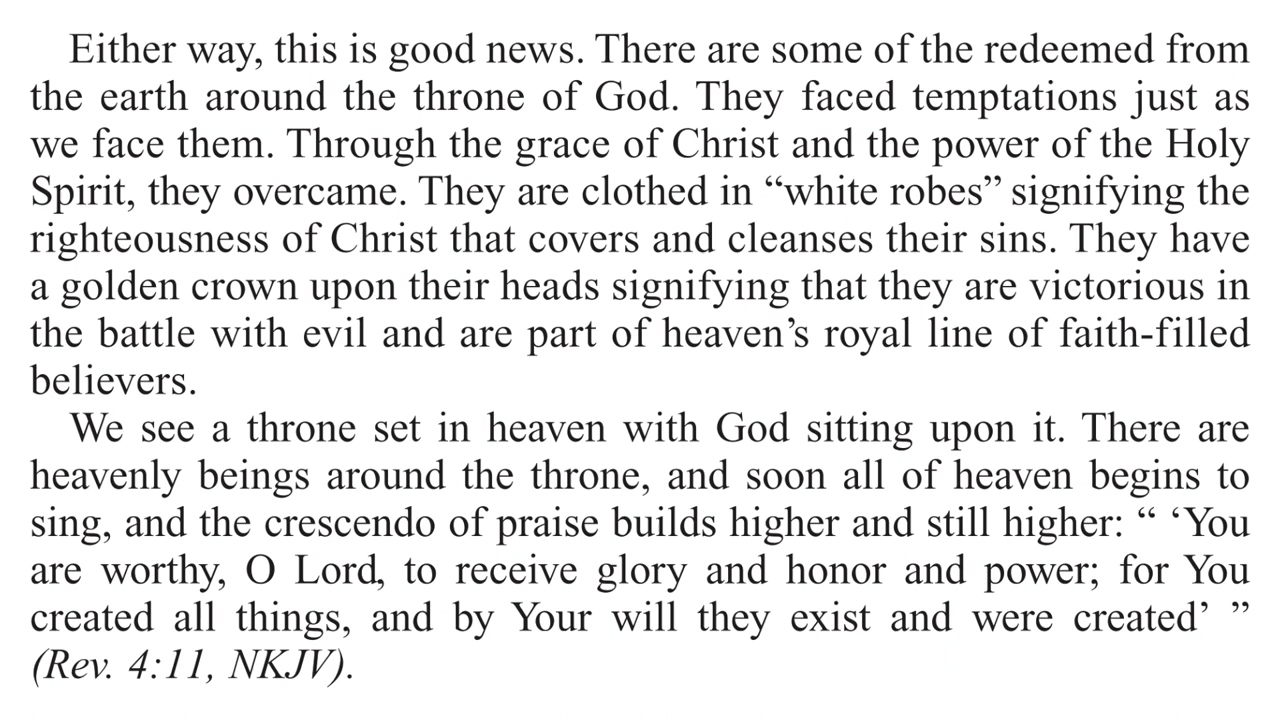 Either way, this is good news. There are some of the redeemed from
the earth around the throne of God. They faced temptations just as
we face them. Through the grace of Christ and the power of the Holy
Spirit, they overcame. They are clothed in “white robes” signifying the
righteousness of Christ that covers and cleanses their sins. They have
a golden crown upon their heads signifying that they are victorious in
the battle with evil and are part of heaven’s royal line of faith-filled
believers.
We see a throne set in heaven with God sitting upon it. There are
heavenly beings around the throne, and soon all of heaven begins to
sing, and the crescendo of praise builds higher and still higher: “ ‘You
are worthy, O Lord, to receive glory and honor and power; for You
created all things, and by Your will they exist and were created’ ”
(Rev. 4:11, NKJV).